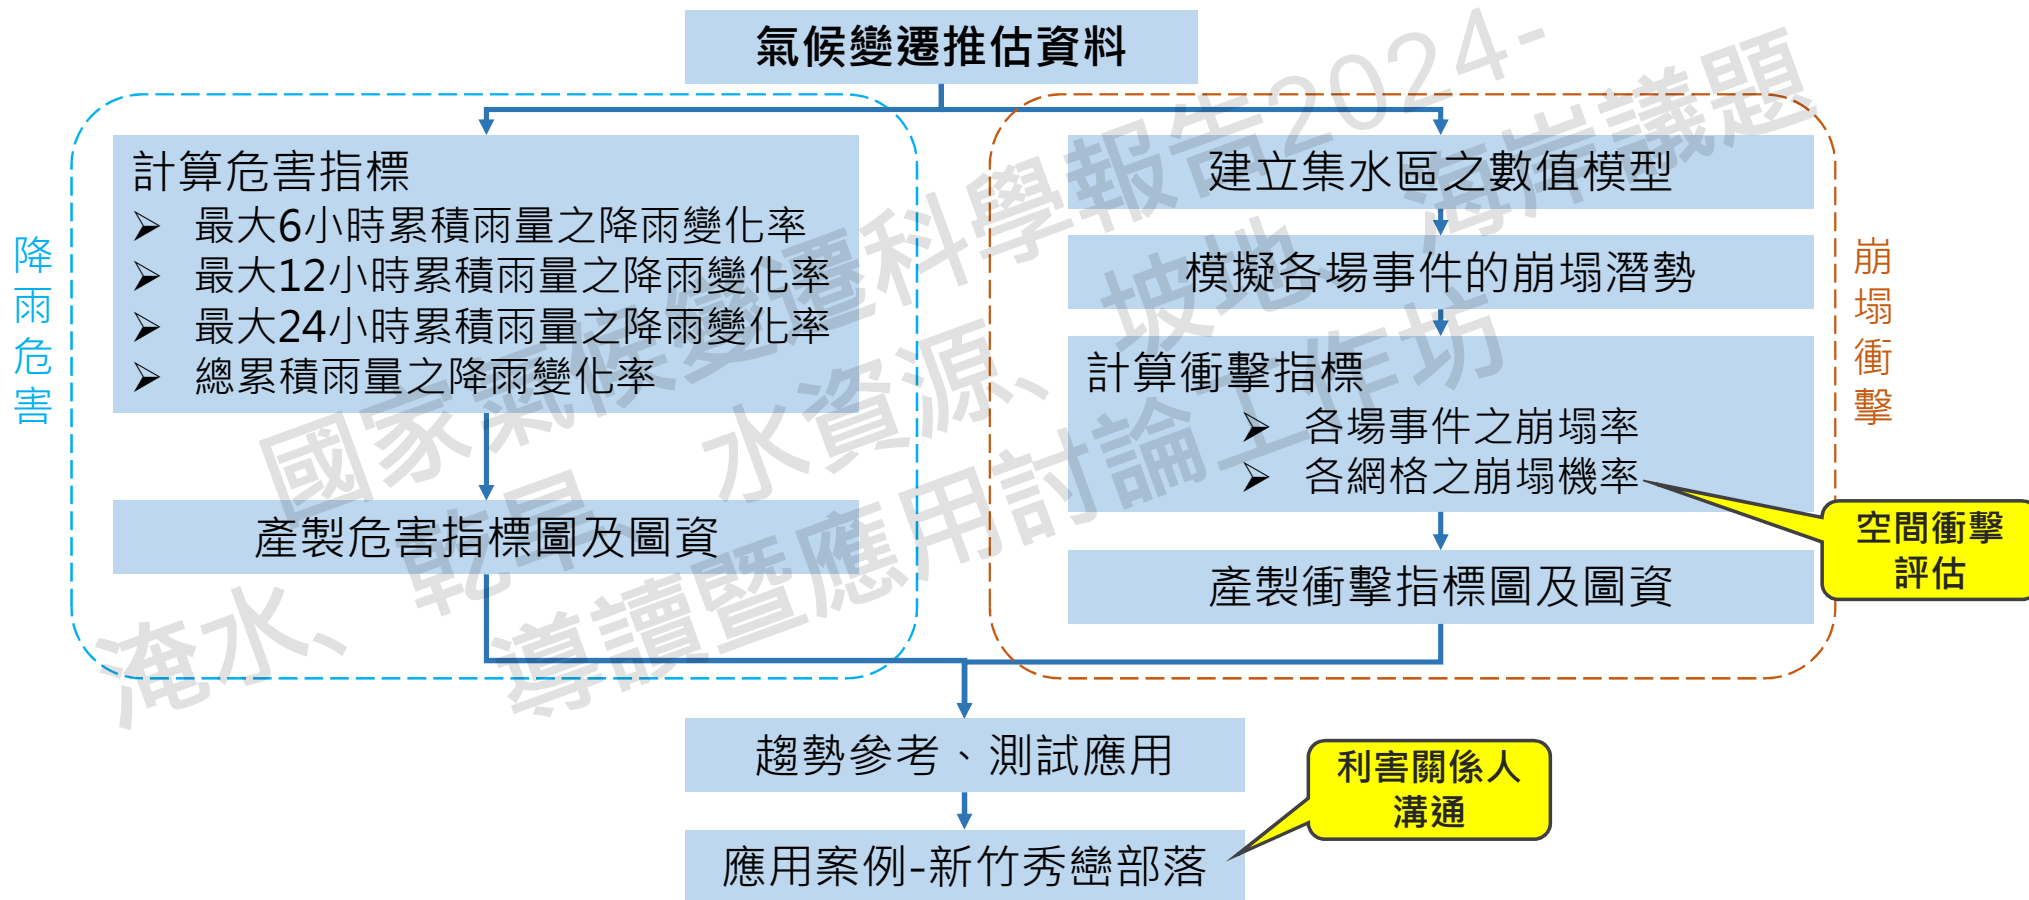 氣候變遷推估資料
降雨危害
計算危害指標
➢ 最大6小時累積雨量之降雨變化率
➢ 最大12小時累積雨量之降雨變化率
➢ 最大24小時累積雨量之降雨變化率
➢ 總累積雨量之降雨變化率
產製危害指標圖及圖資
崩塌衝擊
建立集水區之數值模型
模擬各場事件的崩塌潛勢
計算衝擊指標
➢ 各場事件之崩塌率
➢ 各網格之崩塌機率
空間衝擊
評估
產製衝擊指標圖及圖資
趨勢參考、測試應用
利害關係人
溝通
應用案例-新竹秀巒部落
國家氣候變遷科學報告2024-
淹水、乾旱、水資源、坡地、海岸議題
導讀暨應用討論工作坊